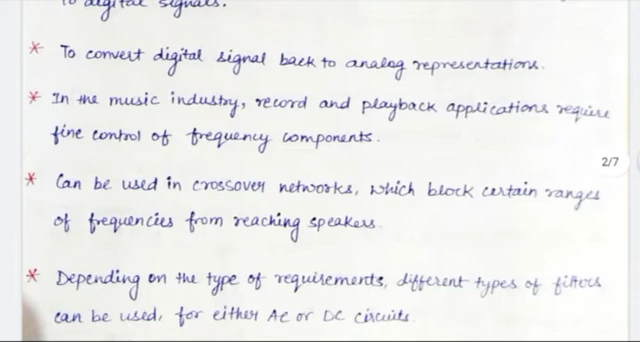 to digital signals.
* To convert digital signal back to analog representations.
* In the music industry, record and playback applications require
fine control of frequency components.
2/7
* Can be used in crossover networks, which block certain ranges
of frequencies from reaching speakers.
* Depending on the type of requirements, different types of filters
can be used, for either AC or DC circuits.